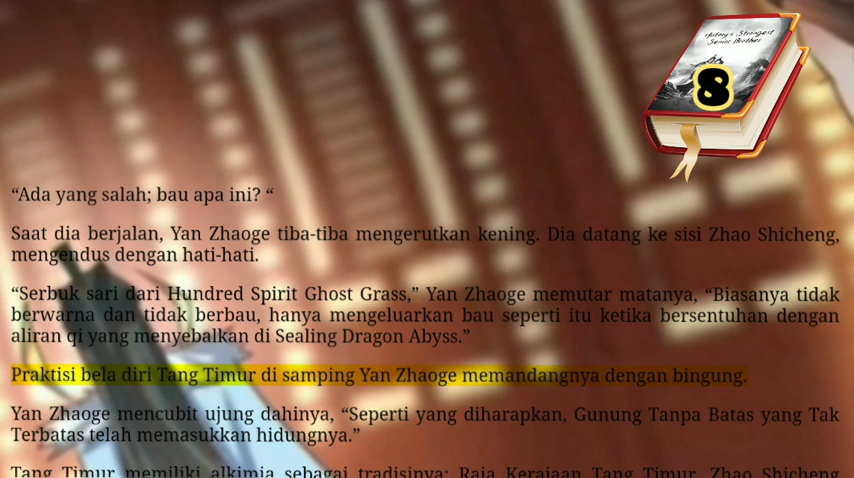 History's Strongest
Senior Brother
8
“Ada yang salah; bau apa ini? “
Saat dia berjalan, Yan Zhaoge tiba-tiba mengerutkan kening. Dia datang ke sisi Zhao Shicheng,
mengendus dengan hati-hati.
“Serbuk sari dari Hundred Spirit Ghost Grass,” Yan Zhaoge memutar matanya, “Biasanya tidak
berwarna dan tidak berbau, hanya mengeluarkan bau seperti itu ketika bersentuhan dengan
aliran qi yang menyebalkan di Sealing Dragon Abyss.”
Praktisi bela diri Tang Timur di samping Yan Zhaoge memandangnya dengan bingung.
Yan Zhaoge mencubit ujung dahinya, “Seperti yang diharapkan, Gunung Tanpa Batas yang Tak
Terbatas telah memasukkan hidungnya.”
Tang Timur memiliki alkimia sebagai tradisinya; Raja Kerajaan Tang Timur, Zhao Shicheng